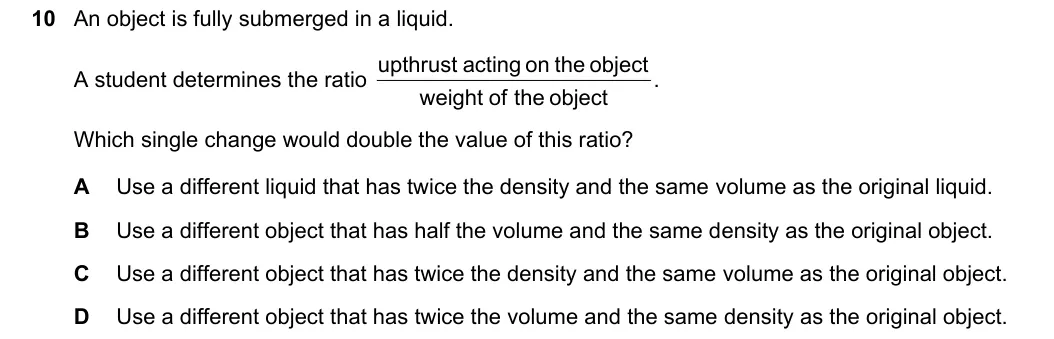 10 An object is fully submerged in a liquid.
A student determines the ratio upthrust acting on the object / weight of the object.
Which single change would double the value of this ratio?
A Use a different liquid that has twice the density and the same volume as the original liquid.
B Use a different object that has half the volume and the same density as the original object.
C Use a different object that has twice the density and the same volume as the original object.
D Use a different object that has twice the volume and the same density as the original object.